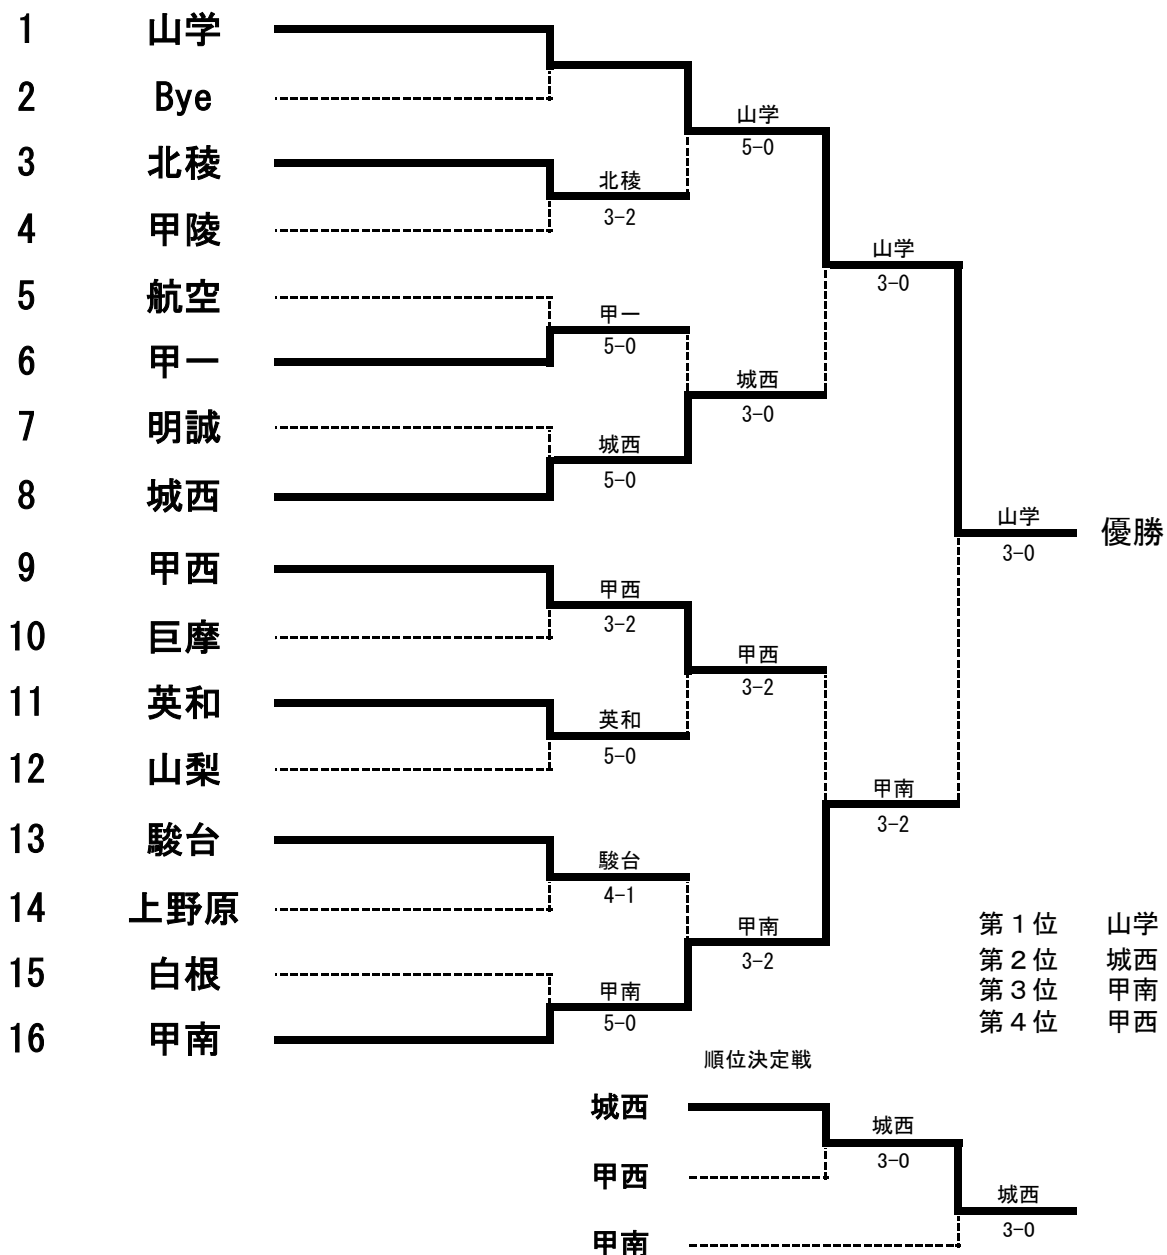 1 山学
2 Bye
山学
5-0
3 北稜
北稜
3-2
4 甲陵
山学
3-0
5 航空
甲一
5-0
6 甲一
城西
3-0
7 明誠
城西
5-0
8 城西
山学
3-0
優勝
9 甲西
甲西
3-2
10 巨摩
甲西
3-2
11 英和
英和
5-0
12 山梨
甲南
3-2
13 駿台
駿台
4-1
14 上野原
甲南
3-2
15 白根
甲南
5-0
16 甲南
第1位 山学
第2位 城西
第3位 甲南
第4位 甲西
順位決定戦
城西
城西
3-0
甲西
城西
3-0
甲南